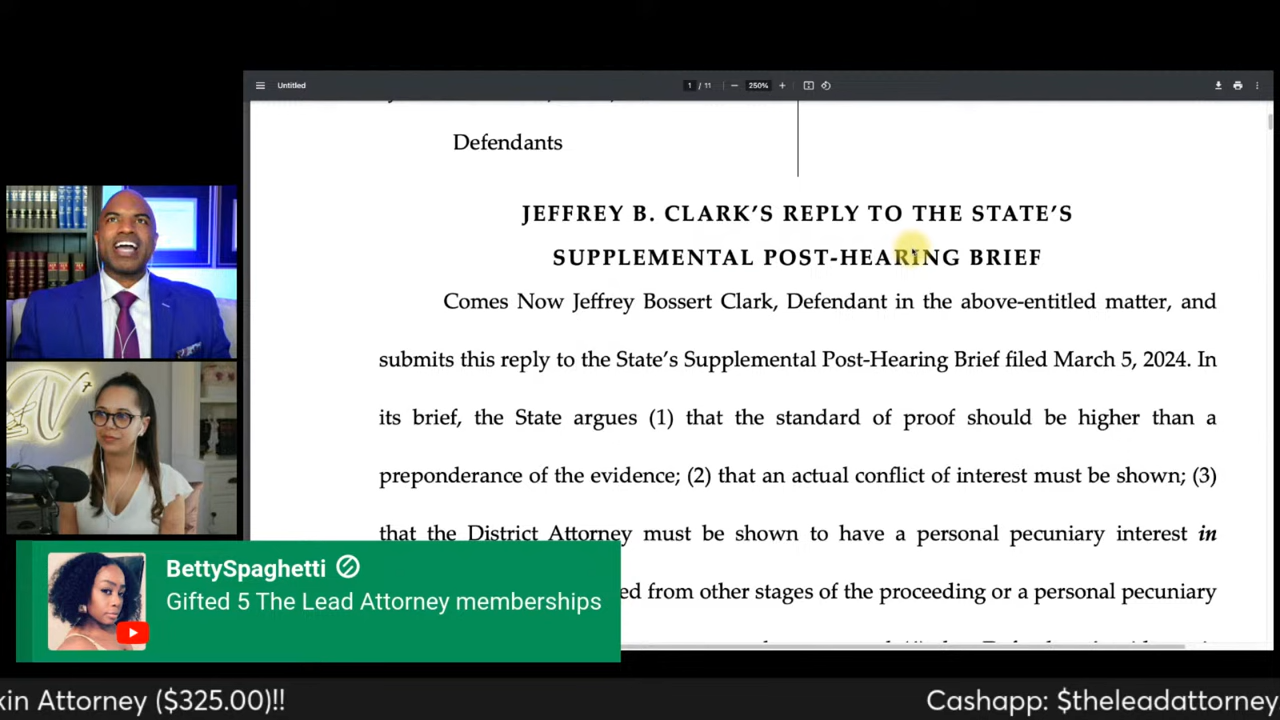 Untitled
1 / 11
250%
Defendants
JEFFREY B. CLARK’S REPLY TO THE STATE’S
SUPPLEMENTAL POST-HEARING BRIEF
Comes Now Jeffrey Bossert Clark, Defendant in the above-entitled matter, and
submits this reply to the State’s Supplemental Post-Hearing Brief filed March 5, 2024. In
its brief, the State argues (1) that the standard of proof should be higher than a
preponderance of the evidence; (2) that an actual conflict of interest must be shown; (3)
that the District Attorney must be shown to have a personal pecuniary interest in
ed from other stages of the proceeding or a personal pecuniary
BettySpaghetti
Gifted 5 The Lead Attorney memberships
kin Attorney ($325.00)!!
Cashapp: $theleadattorney